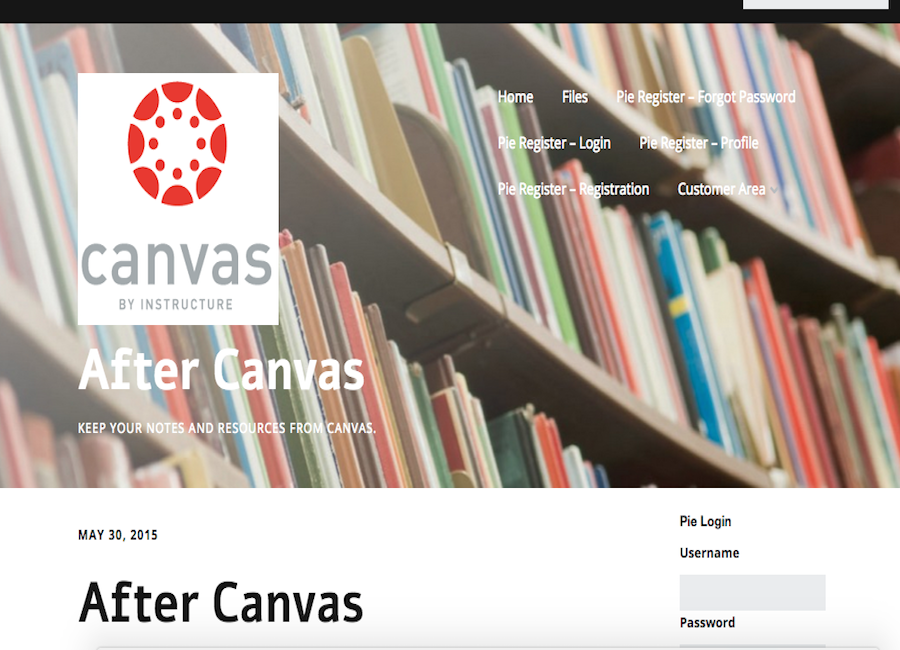 Home Files Pie Register – Forgot Password
Pie Register – Login Pie Register – Profile
Pie Register – Registration Customer Area
canvas
BY INSTRUCTURE
After Canvas
KEEP YOUR NOTES AND RESOURCES FROM CANVAS.
MAY 30, 2015
After Canvas
Pie Login
Username
Password